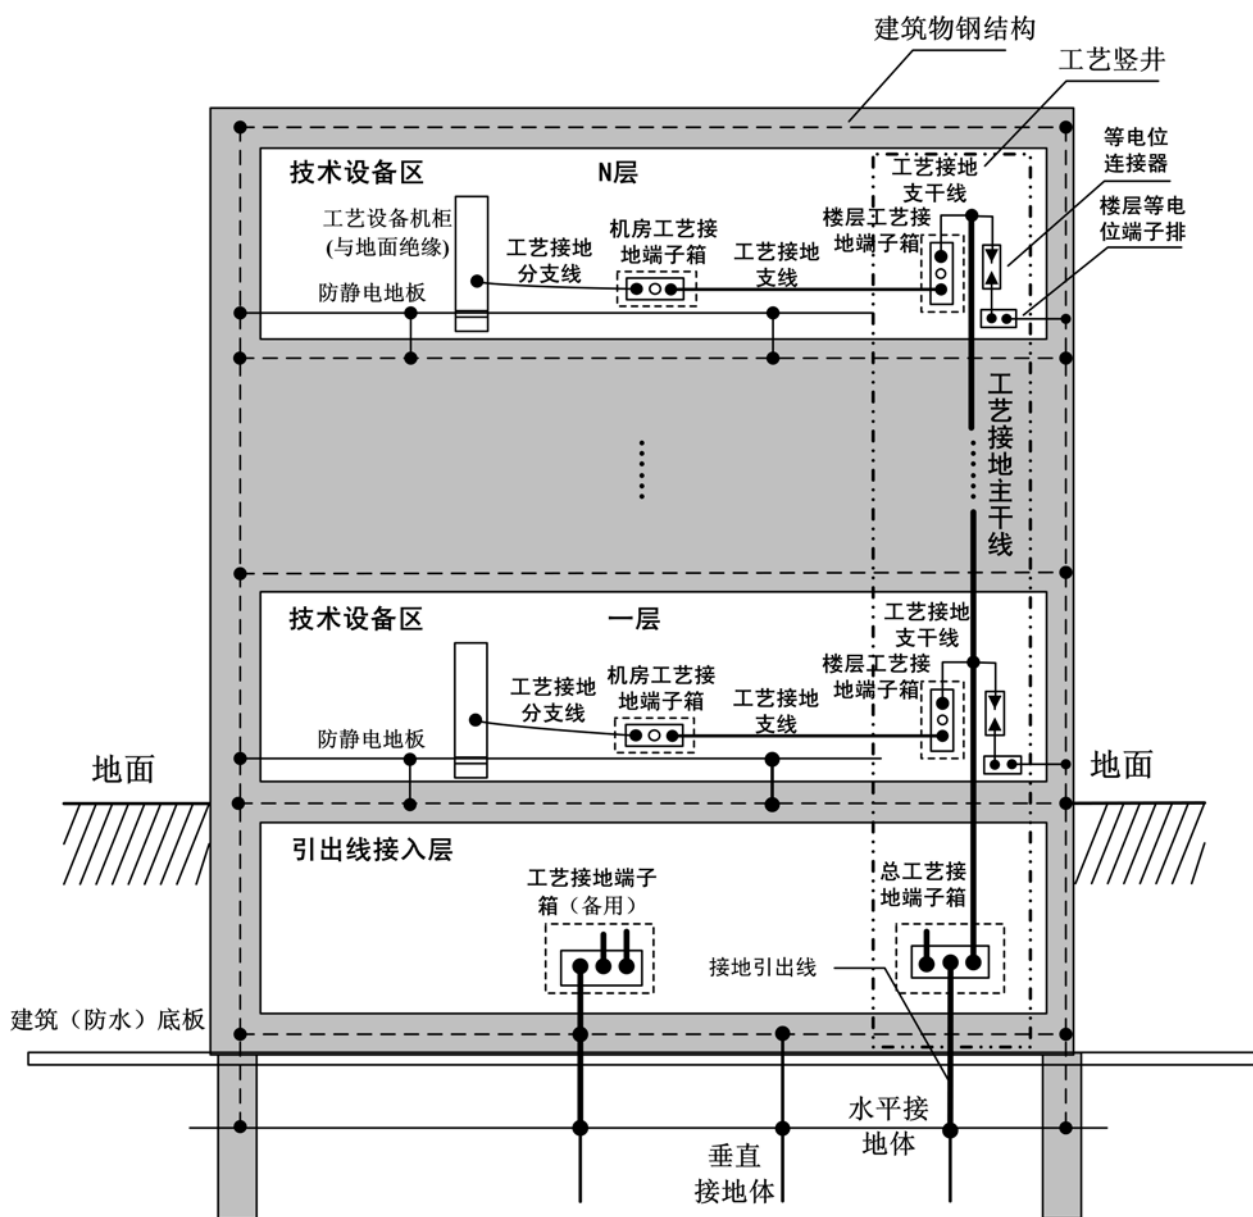 建筑物钢结构
工艺竖井
等电位
连接器
楼层等电
位端子排
技术设备区
N层
工艺接地
支干线
工艺设备机柜
(与地面绝缘)
工艺接地
分支线
机房工艺接
地端子箱
工艺接地
支线
楼层工艺接
地端子箱
防静电地板
工艺接地主干线
技术设备区
一层
工艺接地
支干线
工艺接地
分支线
机房工艺接
地端子箱
工艺接地
支线
楼层工艺接
地端子箱
防静电地板
地面
地面
引出线接入层
工艺接地端子
箱（备用）
总工艺接
地端子箱
接地引出线
建筑（防水）底板
水平接
地体
垂直
接地体